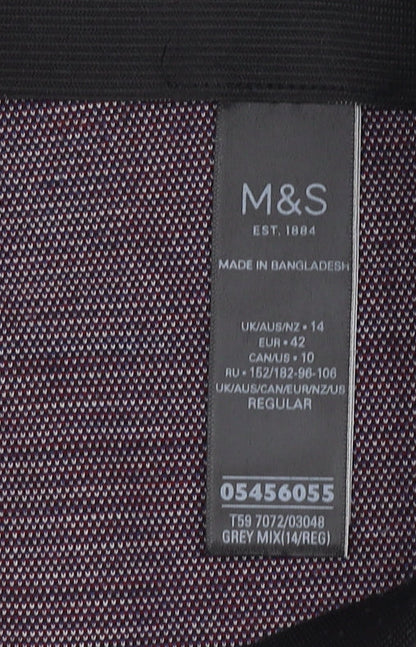 M&S
EST. 1884
MADE IN BANGLADESH
UK/AUS/NZ • 14
EUR • 42
CAN/US • 10
RU • 152/182-96-106
UK/AUS/CAN/EUR/NZ/US
REGULAR
05456055
T59 7072/03048
GREY MIX(14/REG)